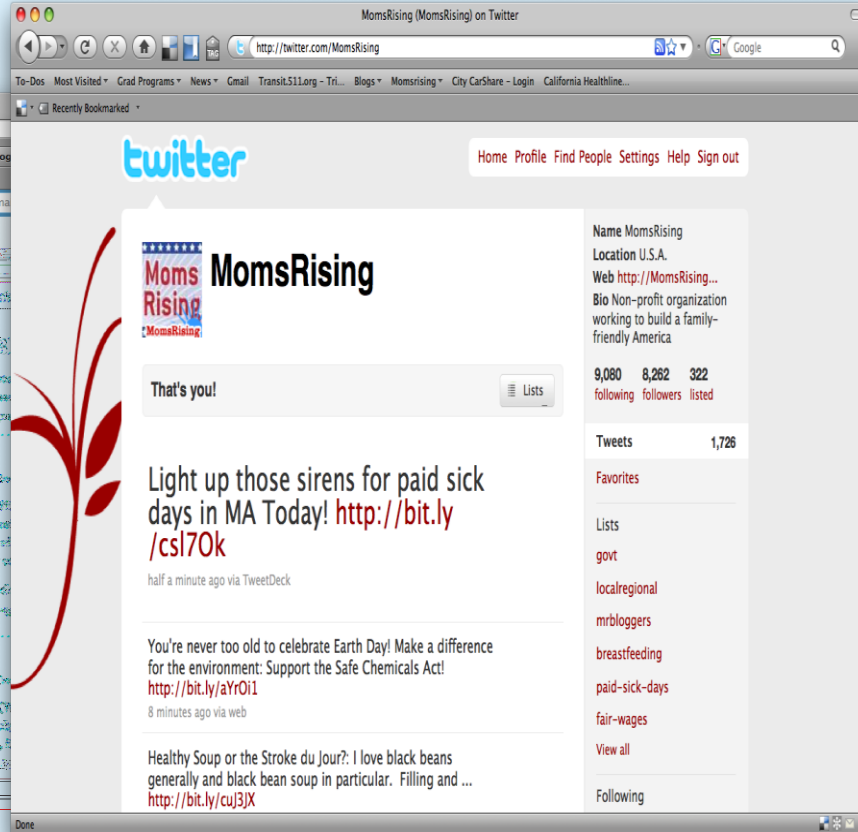 MomsRising (MomsRising) on Twitter
TAG
http://twitter.com/MomsRising
Google
To-Dos Most Visited Grad Programs News Gmail Transit.511.org – Tri... Blogs Momsrising City CarShare – Login California Healthline...
Recently Bookmarked
twitter
Home Profile Find People Settings Help Sign out
Moms
Rising
MomsRising
MomsRising
Name MomsRising
Location U.S.A.
Web http://MomsRising...
Bio Non-profit organization
working to build a family-
friendly America
9,080 8,262 322
following followers listed
That's you!
Lists
Tweets 1,726
Favorites
Lists
govt
localregional
mrbloggers
breastfeeding
paid-sick-days
fair-wages
View all
Following
Light up those sirens for paid sick
days in MA Today! http://bit.ly
/csl7Ok
half a minute ago via TweetDeck
You're never too old to celebrate Earth Day! Make a difference
for the environment: Support the Safe Chemicals Act!
http://bit.ly/aYrOi1
8 minutes ago via web
Healthy Soup or the Stroke du Jour?: I love black beans
generally and black bean soup in particular. Filling and ...
http://bit.ly/cuJ3JX
Done